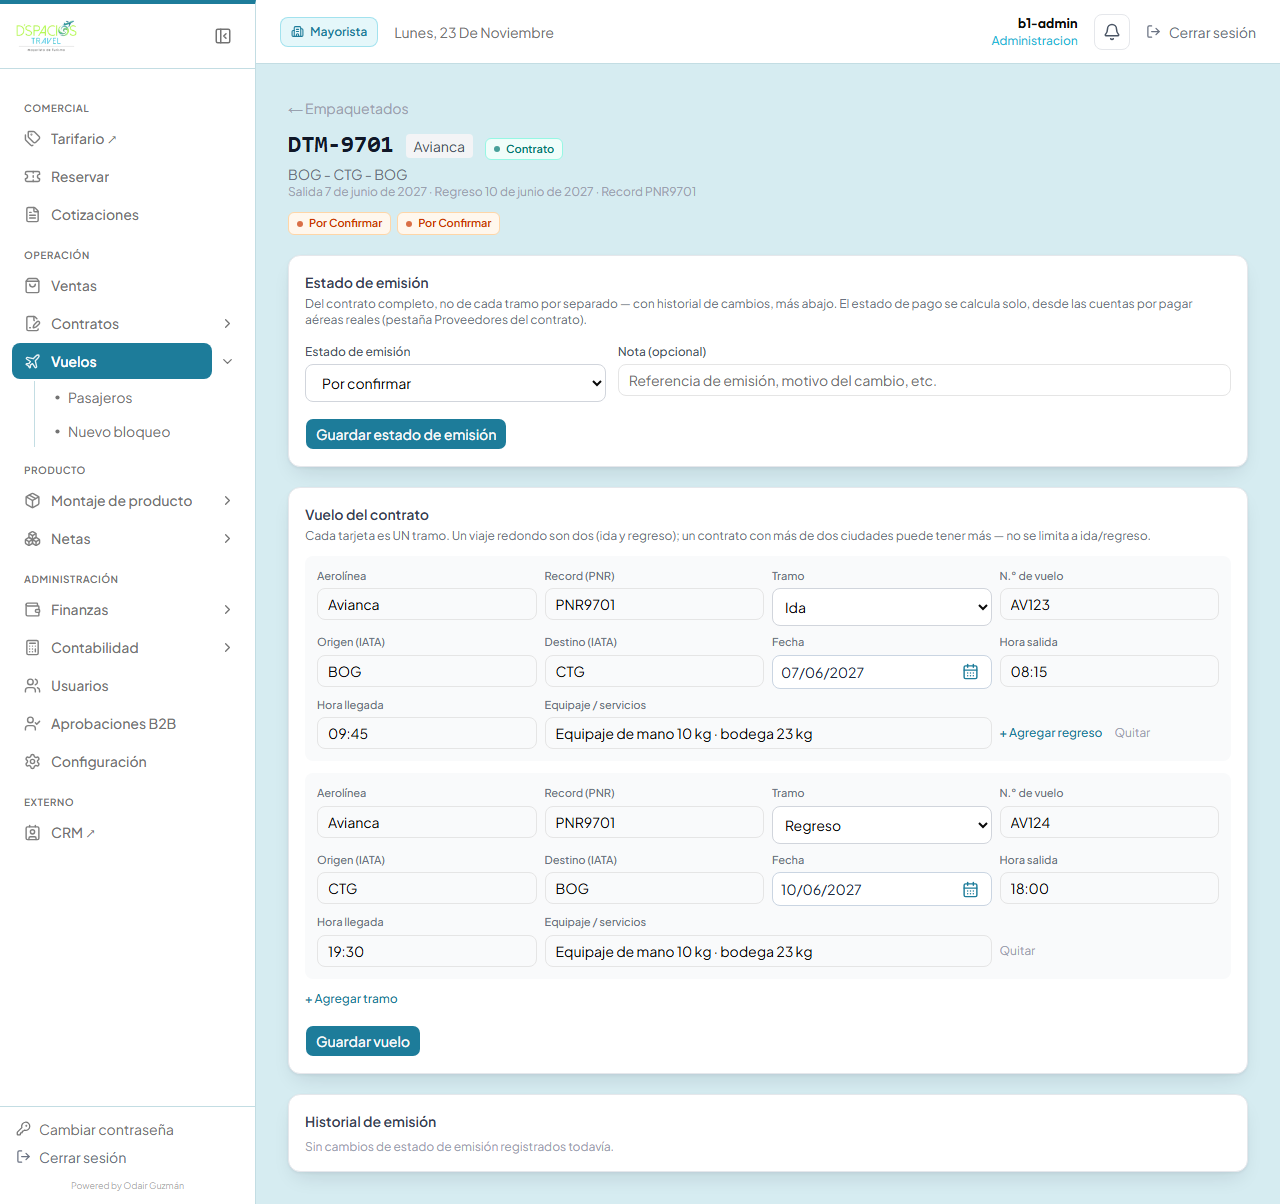 D'SPACIOS
TRAVEL
COMERCIAL
Tarifario ↗
Reservar
Cotizaciones
OPERACIÓN
Ventas
Contratos
Vuelos
• Pasajeros
• Nuevo bloqueo
PRODUCTO
Montaje de producto
Netas
ADMINISTRACIÓN
Finanzas
Contabilidad
Usuarios
Aprobaciones B2B
Configuración
EXTERNO
CRM ↗
Cambiar contraseña
Cerrar sesión
Powered by Odair Guzmán
Mayorista
Lunes, 23 De Noviembre
b1-admin
Administracion
Cerrar sesión
← Empaquetados
DTM-9701 Avianca • Contrato
BOG - CTG - BOG
Salida 7 de junio de 2027 · Regreso 10 de junio de 2027 · Record PNR9701
• Por Confirmar • Por Confirmar
Estado de emisión
Del contrato completo, no de cada tramo por separado — con historial de cambios, más abajo. El estado de pago se calcula solo, desde las cuentas por pagar
aéreas reales (pestaña Proveedores del contrato).
Estado de emisión Nota (opcional)
Por confirmar Referencia de emisión, motivo del cambio, etc.
Guardar estado de emisión
Vuelo del contrato
Cada tarjeta es UN tramo. Un viaje redondo son dos (ida y regreso); un contrato con más de dos ciudades puede tener más — no se limita a ida/regreso.
Aerolínea Record (PNR) Tramo N.° de vuelo
Avianca PNR9701 Ida AV123
Origen (IATA) Destino (IATA) Fecha Hora salida
BOG CTG 07/06/2027 08:15
Hora llegada Equipaje / servicios
09:45 Equipaje de mano 10 kg · bodega 23 kg + Agregar regreso Quitar
Aerolínea Record (PNR) Tramo N.° de vuelo
Avianca PNR9701 Regreso AV124
Origen (IATA) Destino (IATA) Fecha Hora salida
CTG BOG 10/06/2027 18:00
Hora llegada Equipaje / servicios
19:30 Equipaje de mano 10 kg · bodega 23 kg Quitar
+ Agregar tramo
Guardar vuelo
Historial de emisión
Sin cambios de estado de emisión registrados todavía.